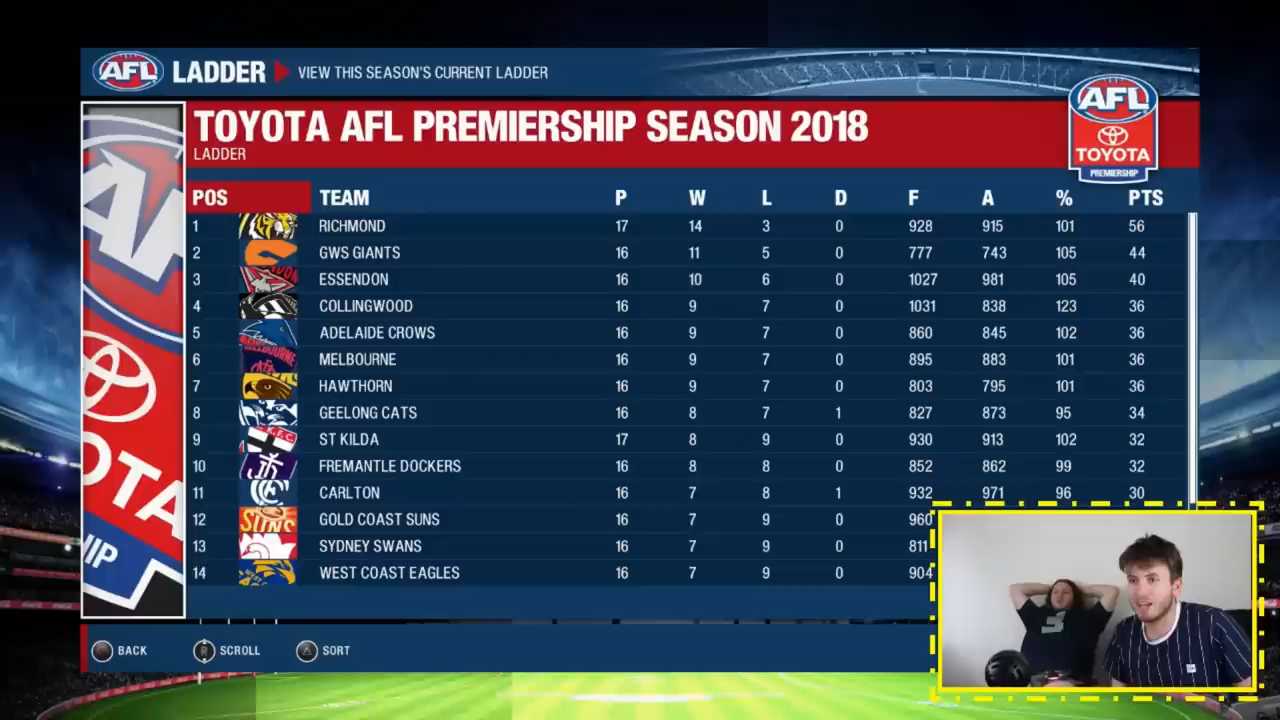 AFL LADDER VIEW THIS SEASON'S CURRENT LADDER
TOYOTA AFL PREMIERSHIP SEASON 2018
LADDER
AFL
TOYOTA
PREMIERSHIP
POS TEAM P W L D F A % PTS
1 RICHMOND 17 14 3 0 928 915 101 56
2 GWS GIANTS 16 11 5 0 777 743 105 44
3 ESSENDON 16 10 6 0 1027 981 105 40
4 COLLINGWOOD 16 9 7 0 1031 838 123 36
5 ADELAIDE CROWS 16 9 7 0 860 845 102 36
6 MELBOURNE 16 9 7 0 895 883 101 36
7 HAWTHORN 16 9 7 0 803 795 101 36
8 GEELONG CATS 16 8 7 1 827 873 95 34
9 ST KILDA 17 8 9 0 930 913 102 32
10 FREMANTLE DOCKERS 16 8 8 0 852 862 99 32
11 CARLTON 16 7 8 1 932 971 96 30
12 SUNS GOLD COAST SUNS 16 7 9 0 960
13 SYDNEY SWANS 16 7 9 0 811
14 WEST COAST EAGLES 16 7 9 0 904
BACK R SCROLL SORT
3